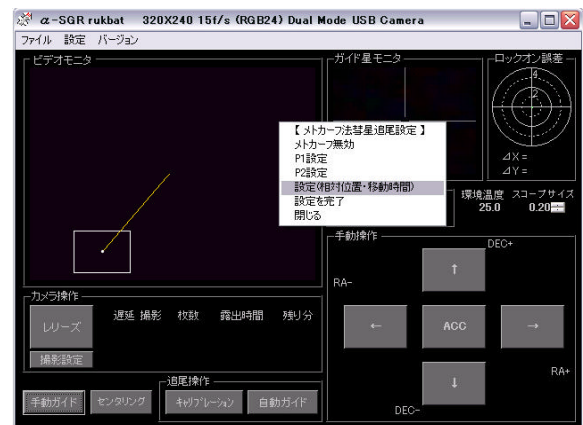 α-SGR rukbat 320X240 15f/s (RGB24) Dual Mode USB Camera
ファイル 設定 バージョン
ビデオモニタ
ガイド星モニタ
ロックオン誤差
4
2
⊿X=
⊿Y=
【 メトカーフ法彗星追尾設定 】
メトカーフ無効
P1設定
P2設定
設定(相対位置・移動時間)
設定を完了
閉じる
環境温度 スコープサイズ
25.0 0.20
手動操作
DEC+
RA-
↑
← ACC →
↓
RA+
DEC-
カメラ操作
レリーズ 遅延 撮影 枚数 露出時間 残り分
撮影設定
追尾操作
手動ガイド センタリング キャリブレーション 自動ガイド